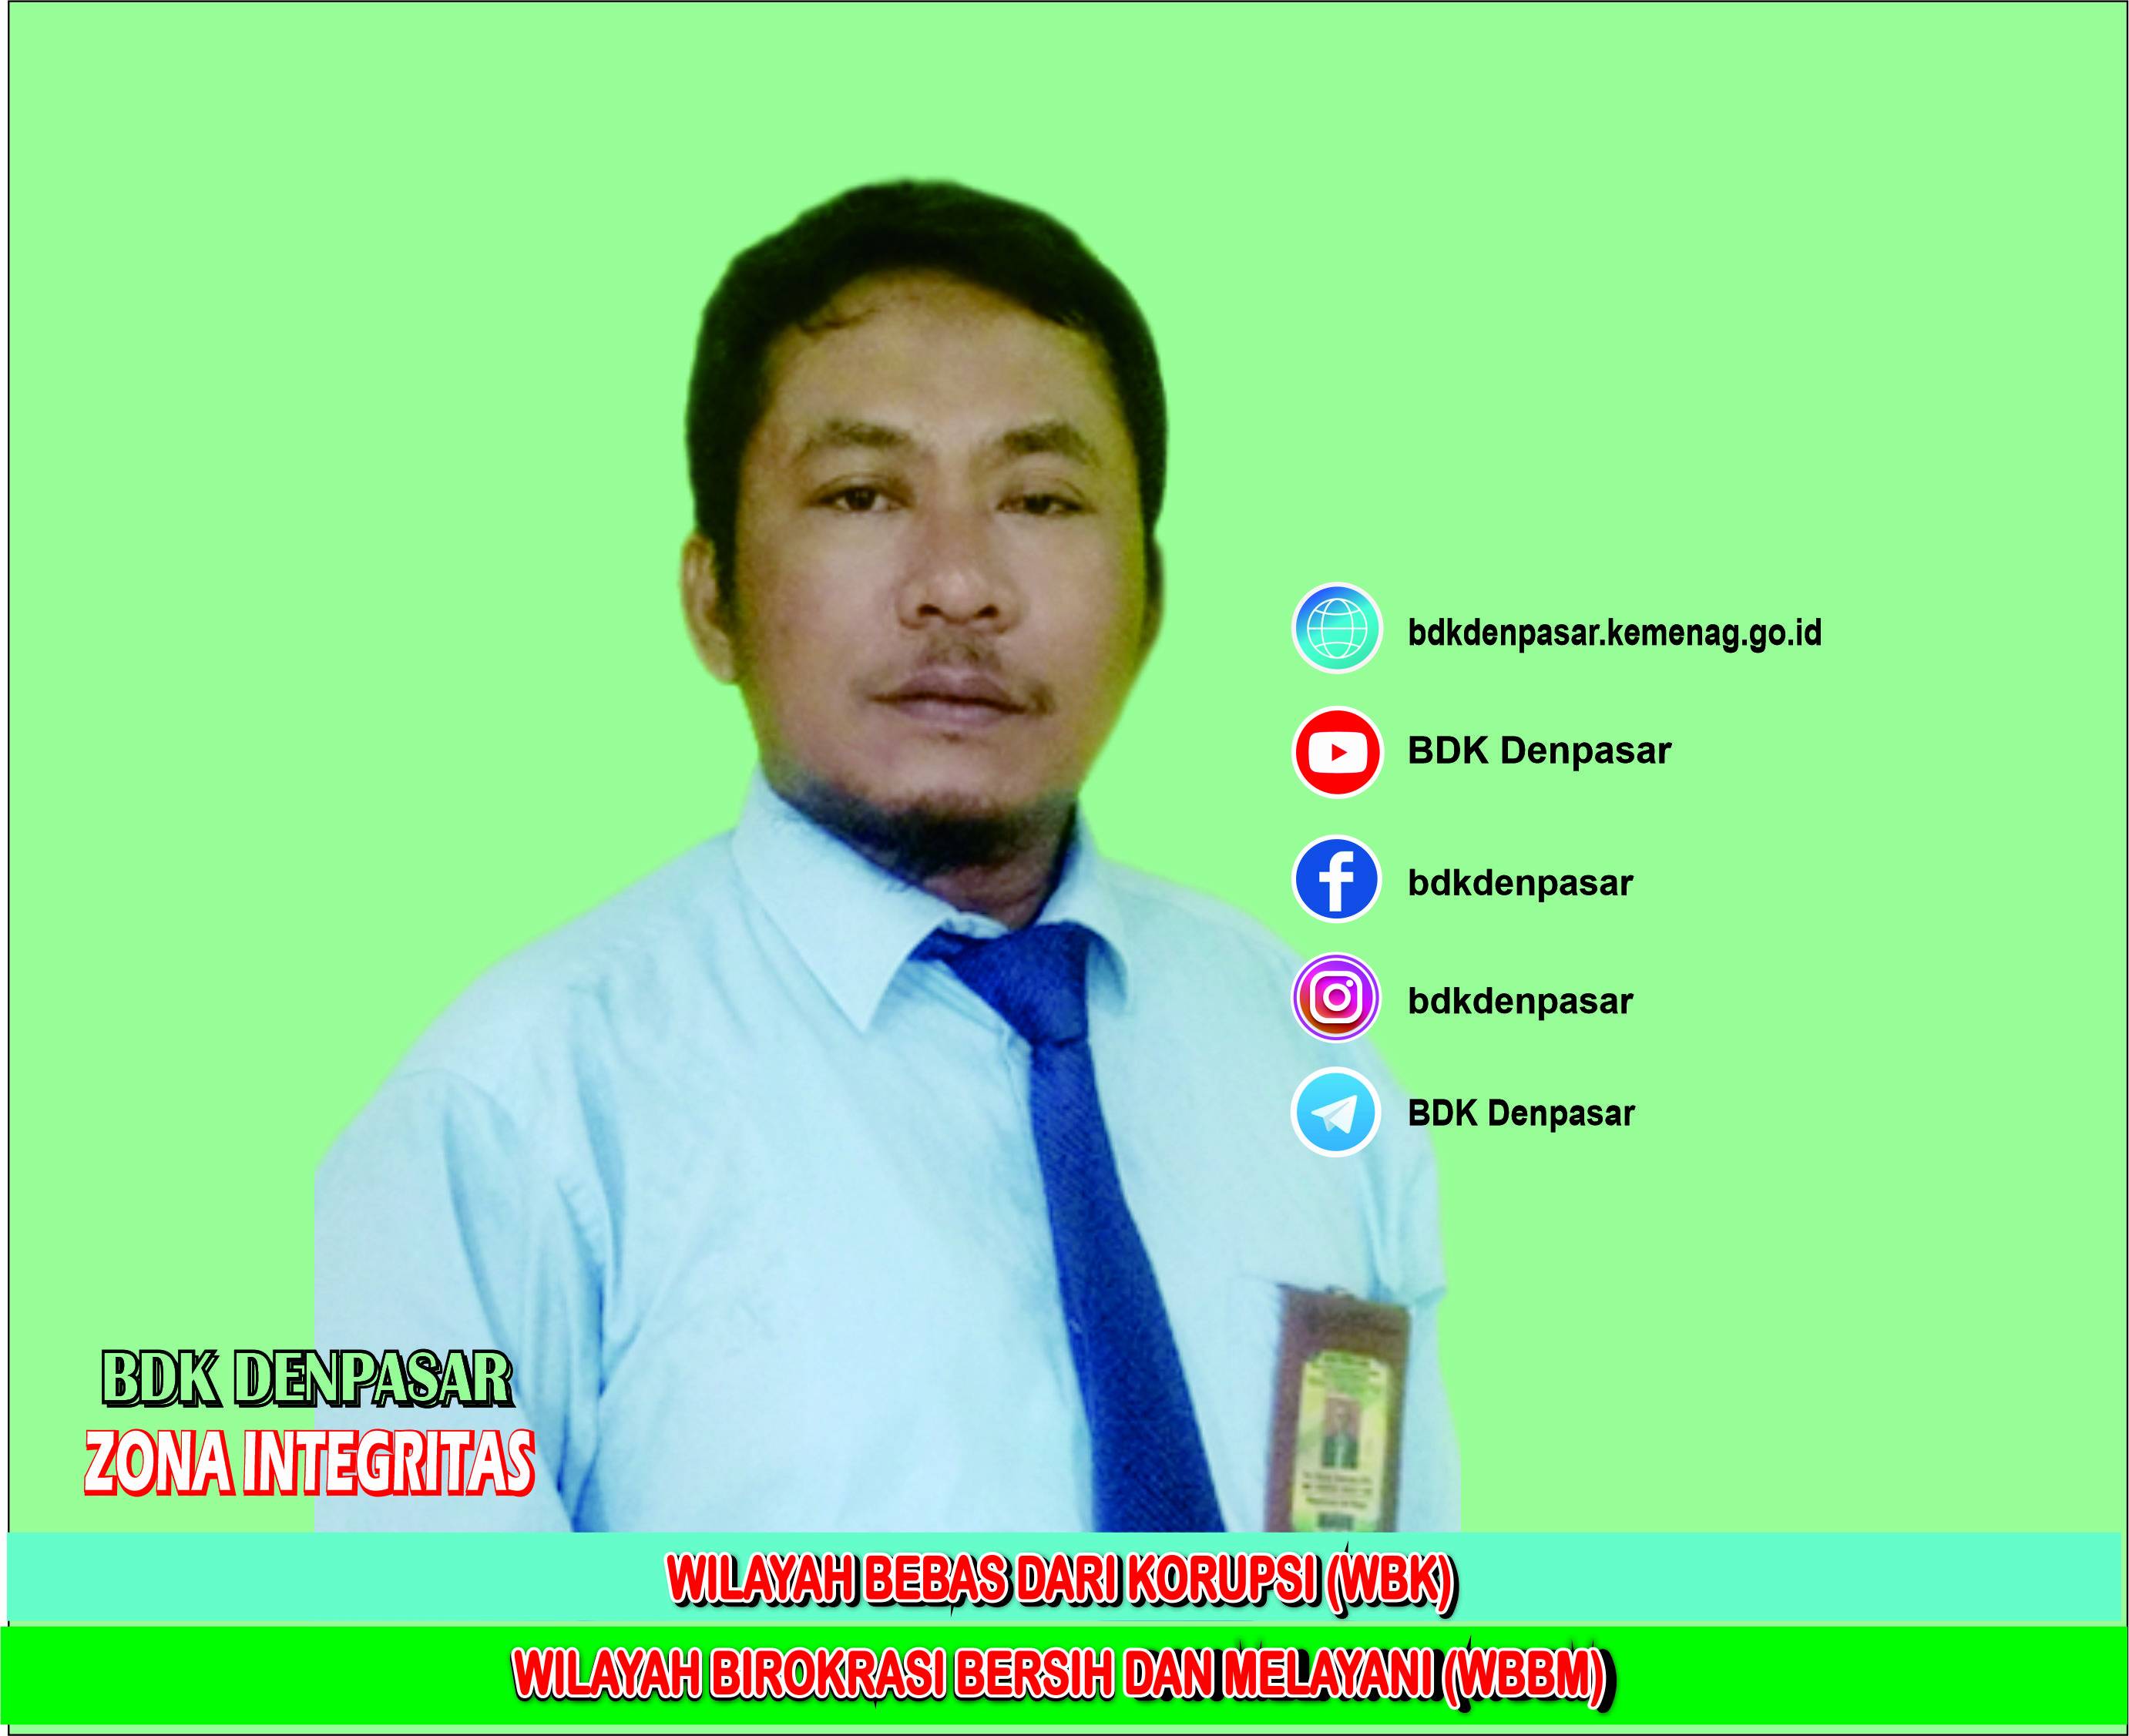 bdkdenpasar.kemenag.go.id
BDK Denpasar
bdkdenpasar
bdkdenpasar
BDK Denpasar
BDK DENPASAR
ZONA INTEGRITAS
WILAYAH BEBAS DARI KORUPSI (WBK)
WILAYAH BIROKRASI BERSIH DAN MELAYANI (WBBM)